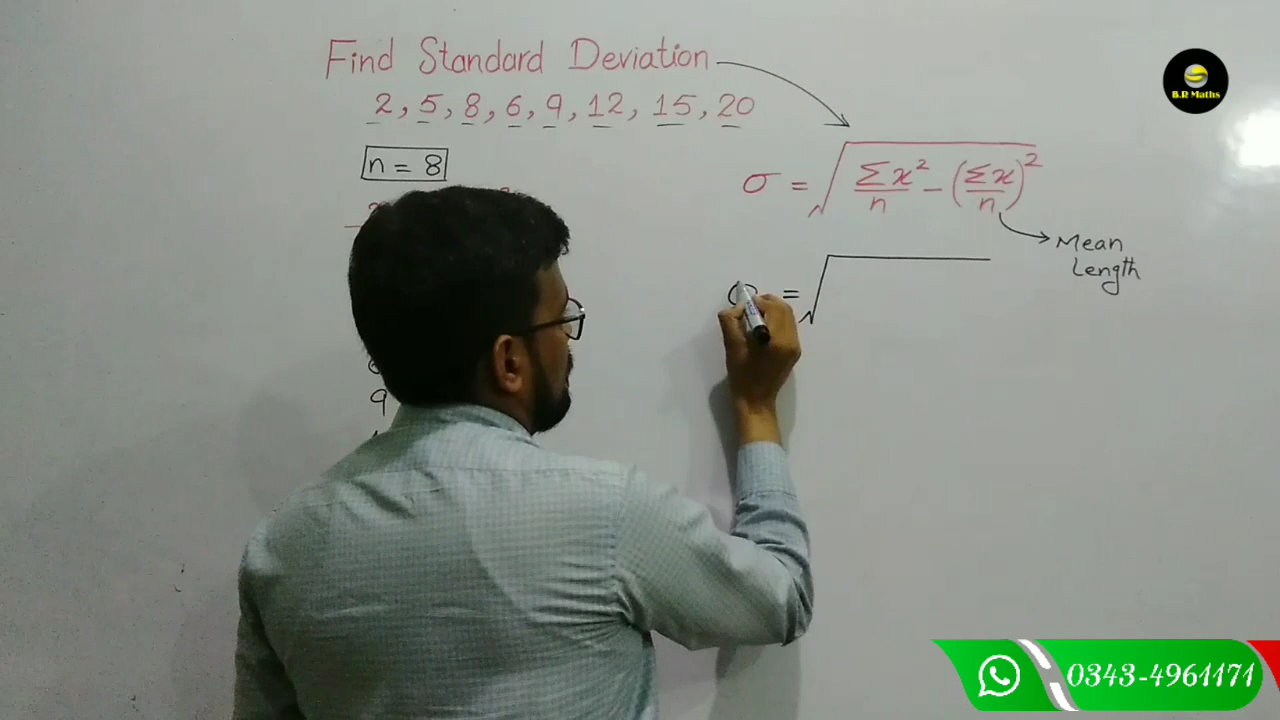 Find Standard Deviation
2, 5, 8, 6, 9, 12, 15, 20
n = 8
σ = √(Σx²/n − (Σx/n)²)
Mean
Length
σ = √
9
B.R Maths
0343-4961171